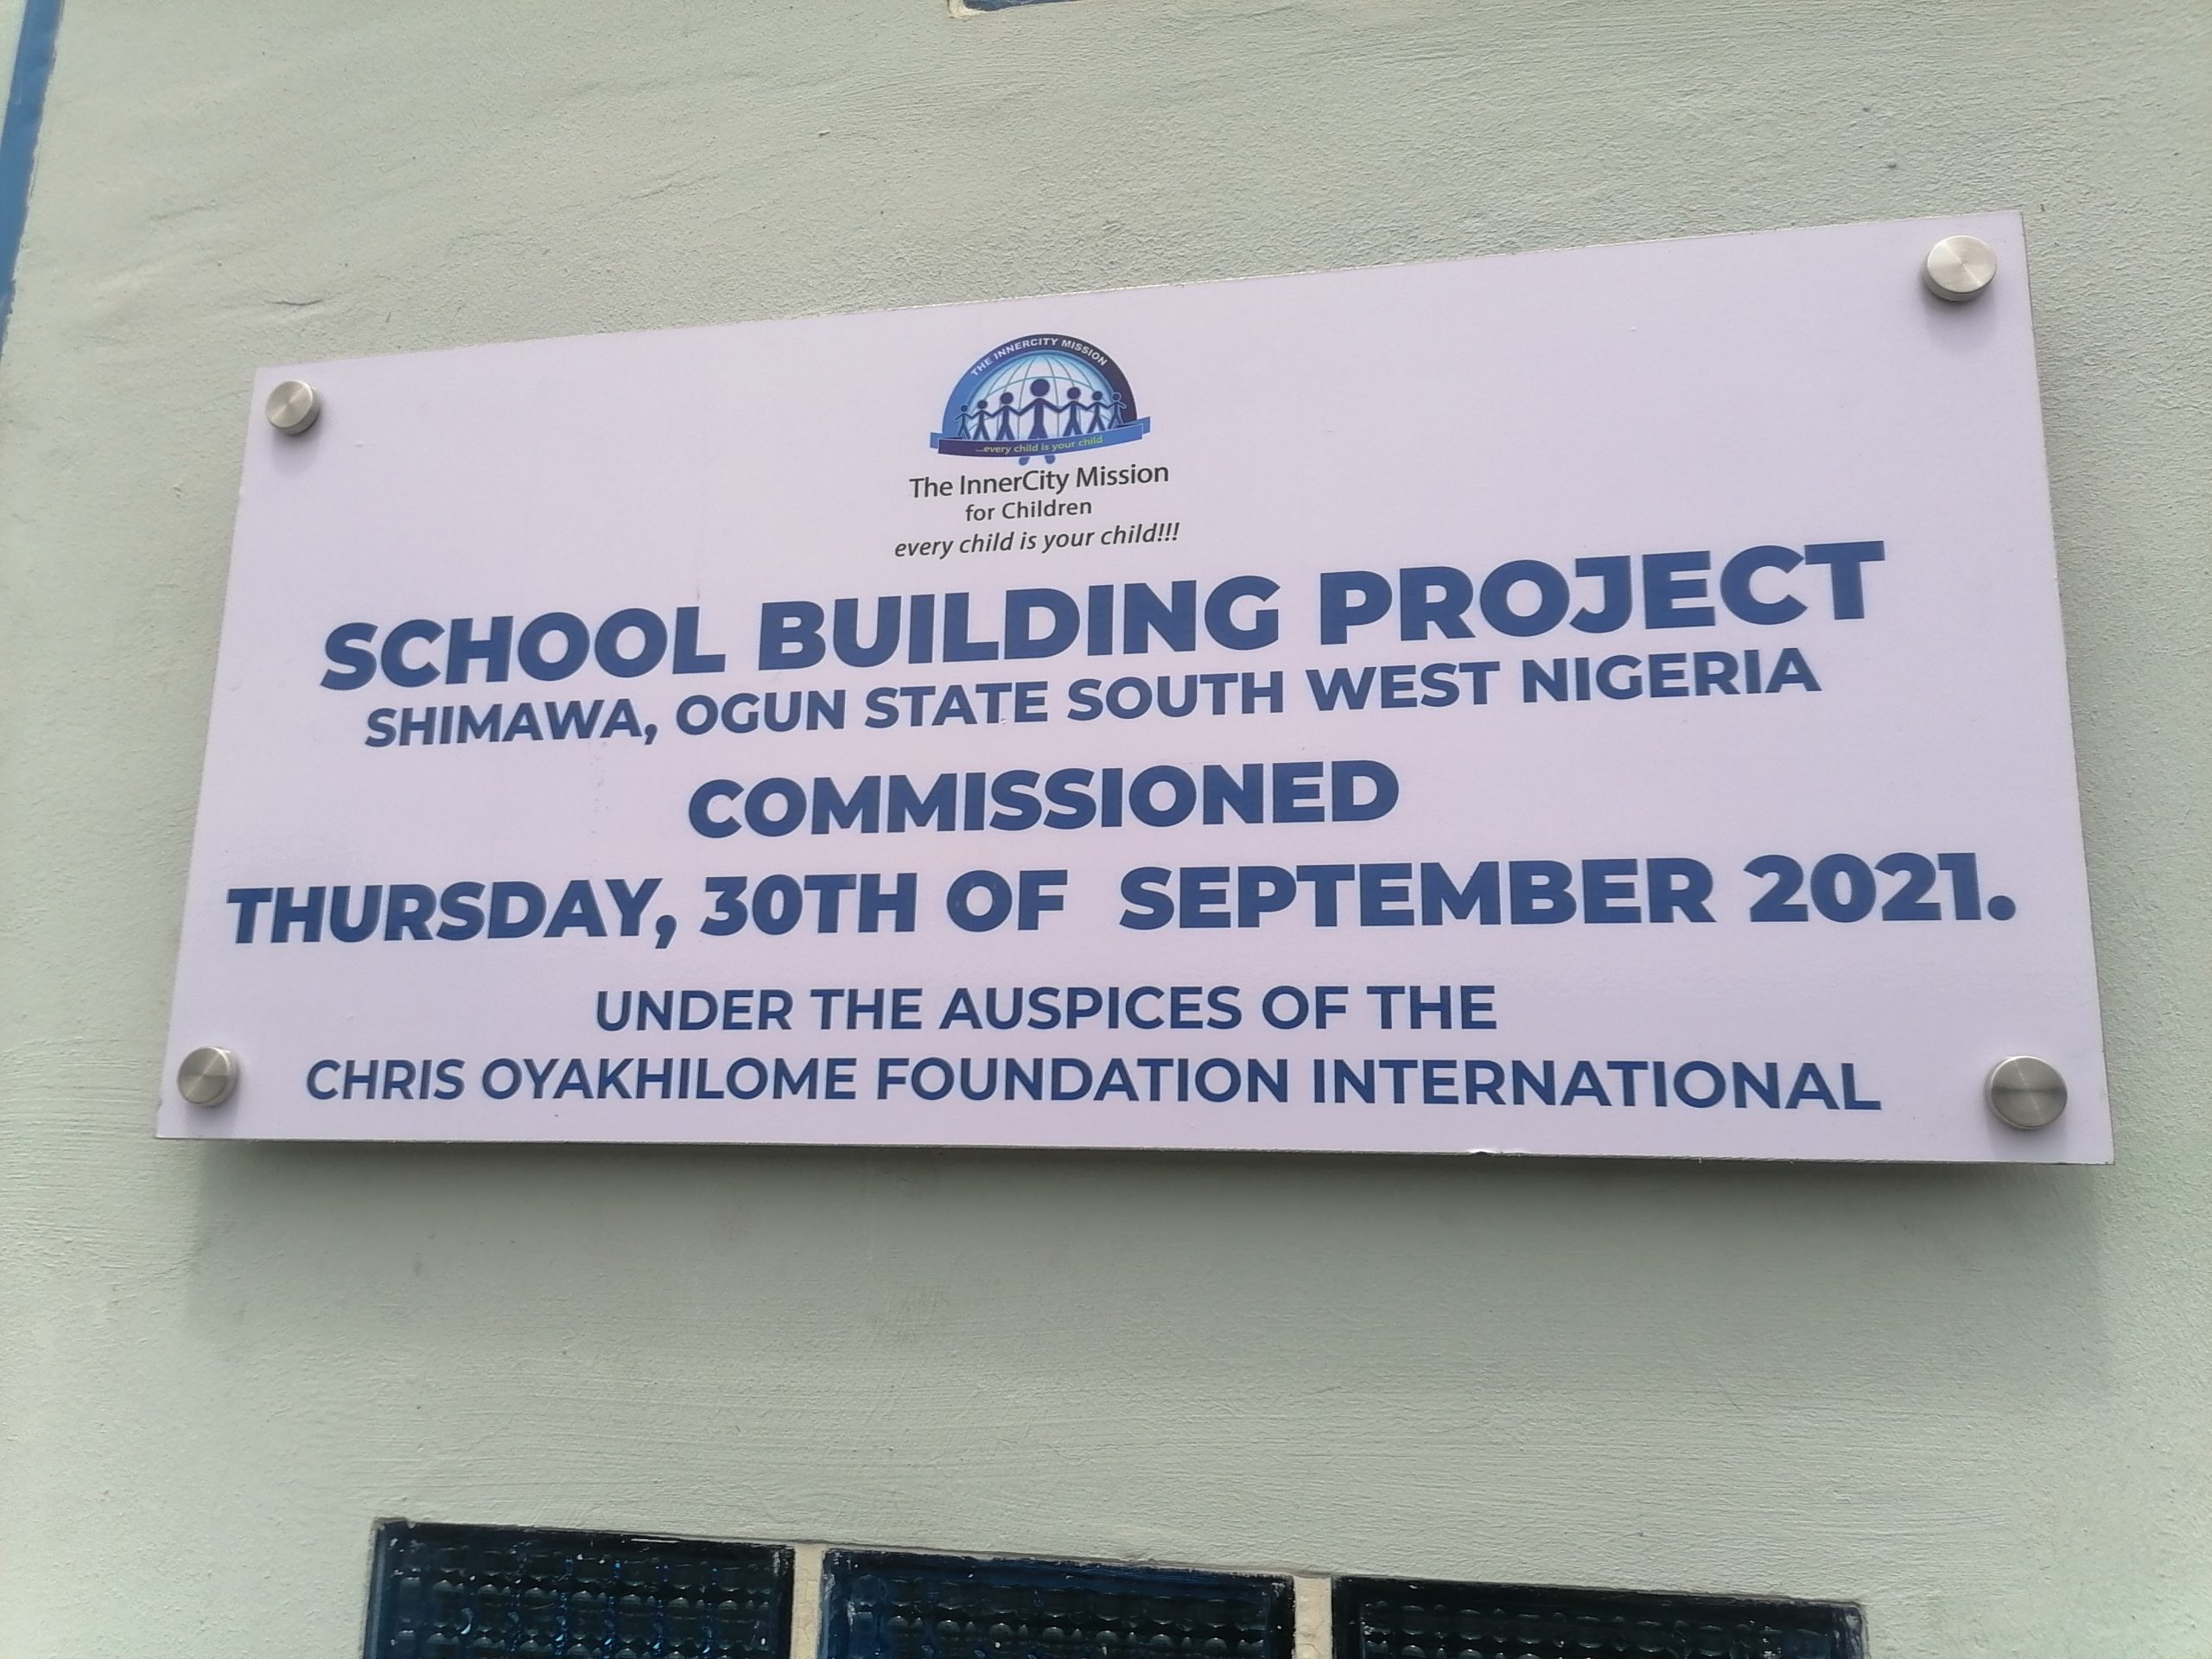 THE INNERCITY MISSION
...every child is your child
The InnerCity Mission
for Children
every child is your child!!!
SCHOOL BUILDING PROJECT
SHIMAWA, OGUN STATE SOUTH WEST NIGERIA
COMMISSIONED
THURSDAY, 30TH OF SEPTEMBER 2021.
UNDER THE AUSPICES OF THE
CHRIS OYAKHILOME FOUNDATION INTERNATIONAL